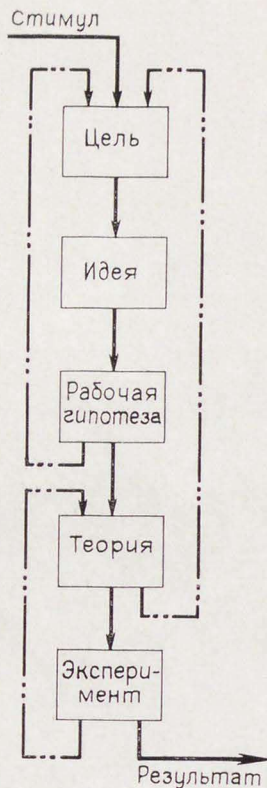 Стимул
Цель
Идея
Рабочая
гипотеза
Теория
Экспери-
мент
Результат